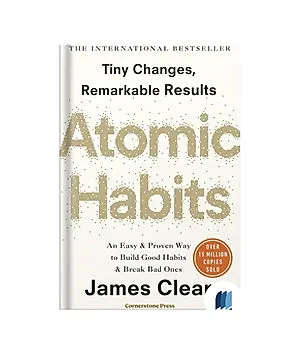 THE INTERNATIONAL BESTSELLER
Tiny Changes,
Remarkable Results
Atomic
Habits
An Easy & Proven Way
to Build Good Habits
& Break Bad Ones
OVER
15 MILLION
COPIES
SOLD
James Clear
Cornerstone Press